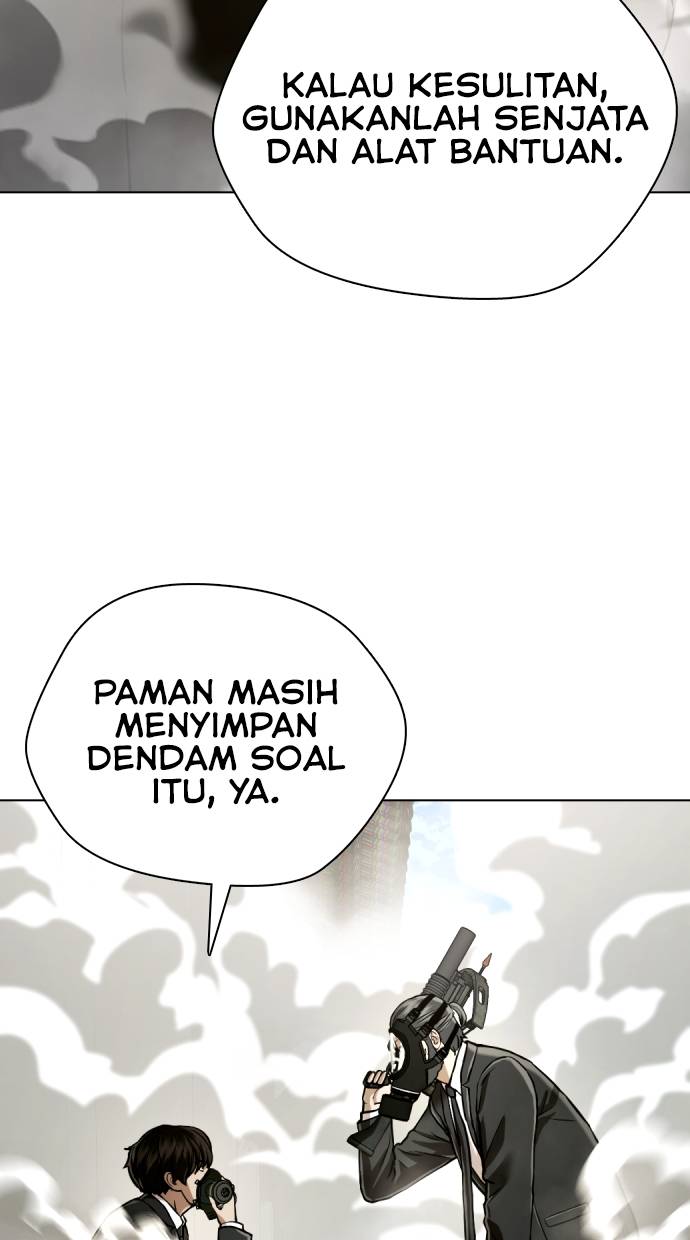 KALAU KESULITAN,
GUNAKANLAH SENJATA
DAN ALAT BANTUAN.
PAMAN MASIH
MENYIMPAN
DENDAM SOAL
ITU, YA.